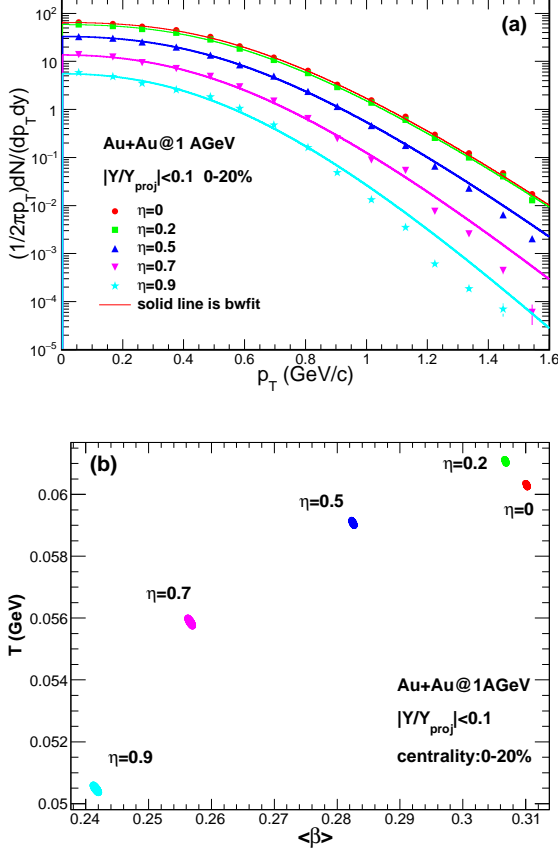 (a)
10²
10
1
10⁻¹
10⁻²
10⁻³
10⁻⁴
10⁻⁵
(1/2πp_T)dN/(dp_Tdy)
Au+Au@1 AGeV
|Y/Y_proj|<0.1 0-20%
η=0
η=0.2
η=0.5
η=0.7
η=0.9
solid line is bwfit
0 0.2 0.4 0.6 0.8 1 1.2 1.4 1.6
p_T (GeV/c)
(b)
η=0.2
η=0
η=0.5
η=0.7
η=0.9
0.06
0.058
0.056
0.054
0.052
0.05
T (GeV)
Au+Au@1AGeV
|Y/Y_proj|<0.1
centrality:0-20%
0.24 0.25 0.26 0.27 0.28 0.29 0.3 0.31
<β>